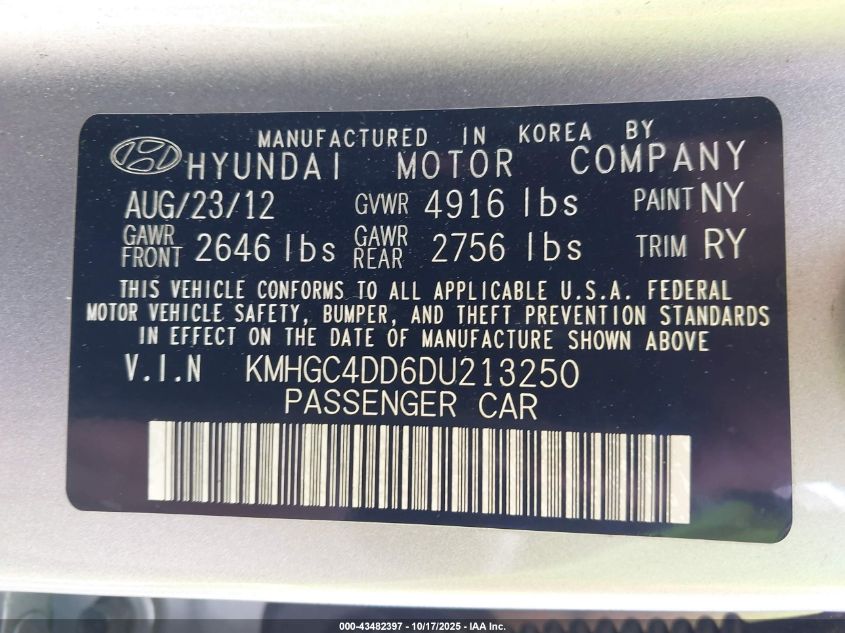 MANUFACTURED IN KOREA BY
HYUNDAI MOTOR COMPANY
AUG/23/12 GVWR 4916 lbs PAINT NY
GAWR FRONT 2646 lbs GAWR REAR 2756 lbs TRIM RY
THIS VEHICLE CONFORMS TO ALL APPLICABLE U.S.A. FEDERAL
MOTOR VEHICLE SAFETY, BUMPER, AND THEFT PREVENTION STANDARDS
IN EFFECT ON THE DATE OF MANUFACTURE SHOWN ABOVE
V.I.N KMHGC4DD6DU213250
PASSENGER CAR
000-43482397 - 10/17/2025 - IAA Inc.